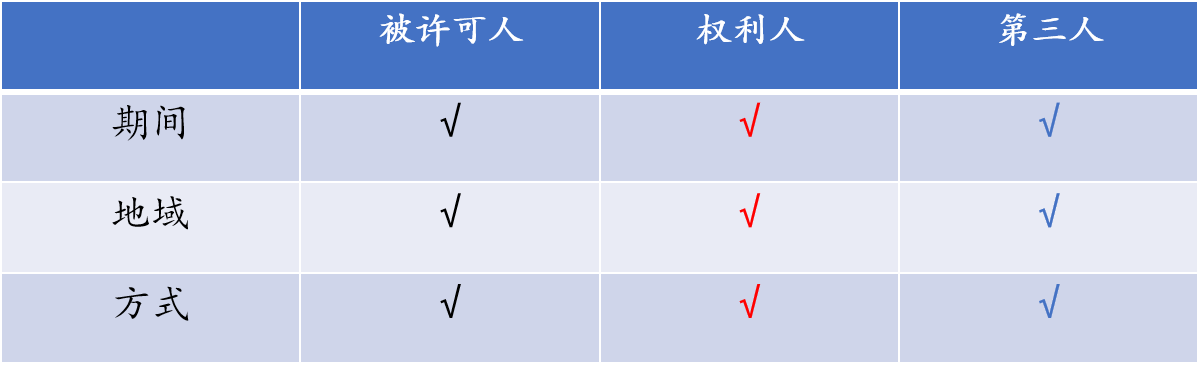 被许可人 权利人 第三人
期间 √ √ √
地域 √ √ √
方式 √ √ √